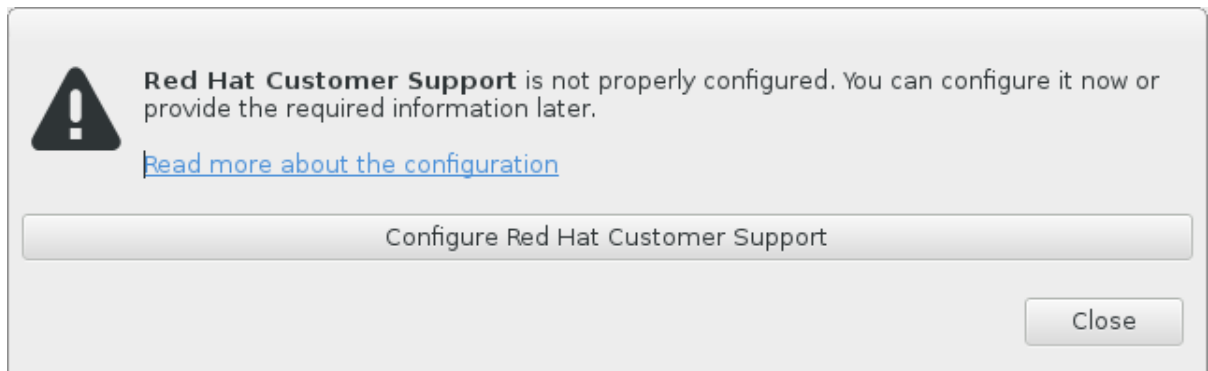 Red Hat Customer Support is not properly configured. You can configure it now or
provide the required information later.
Read more about the configuration
Configure Red Hat Customer Support
Close